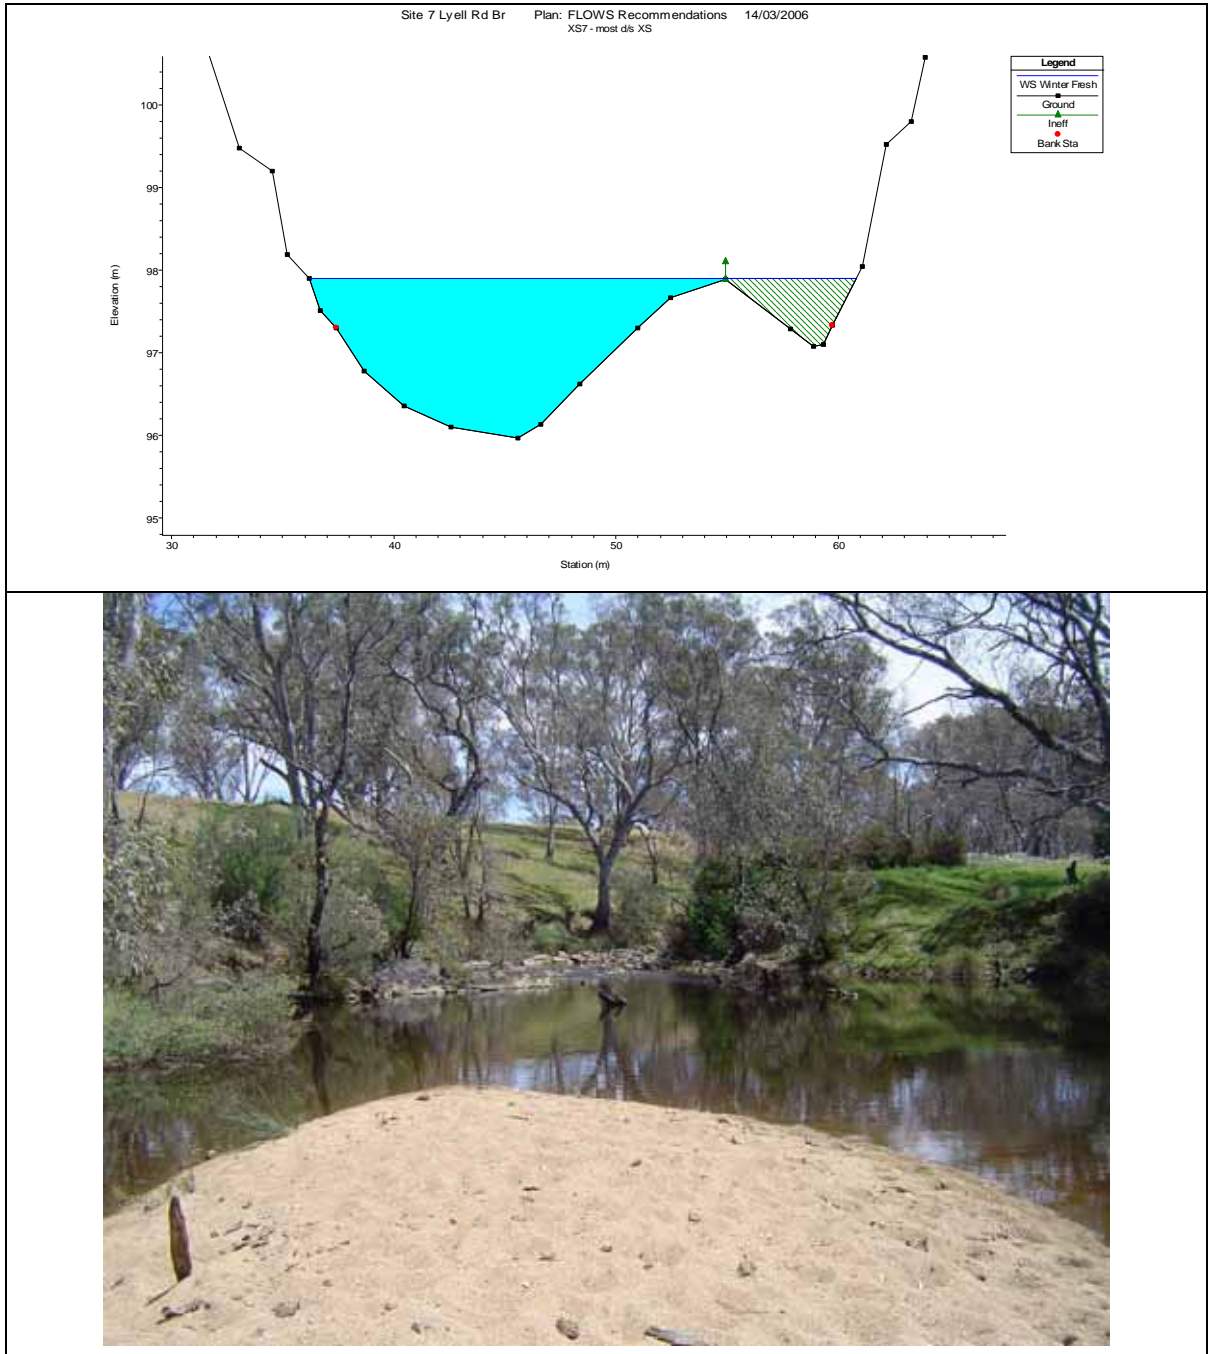 Site 7 Lyell Rd Br Plan: FLOWS Recommendations 14/03/2006
XS7 - most d/s XS
Legend
WS Winter Fresh
Ground
Ineff
Bank Sta
Elevation (m)
100
99
98
97
96
95
30 40 50 60
Station (m)